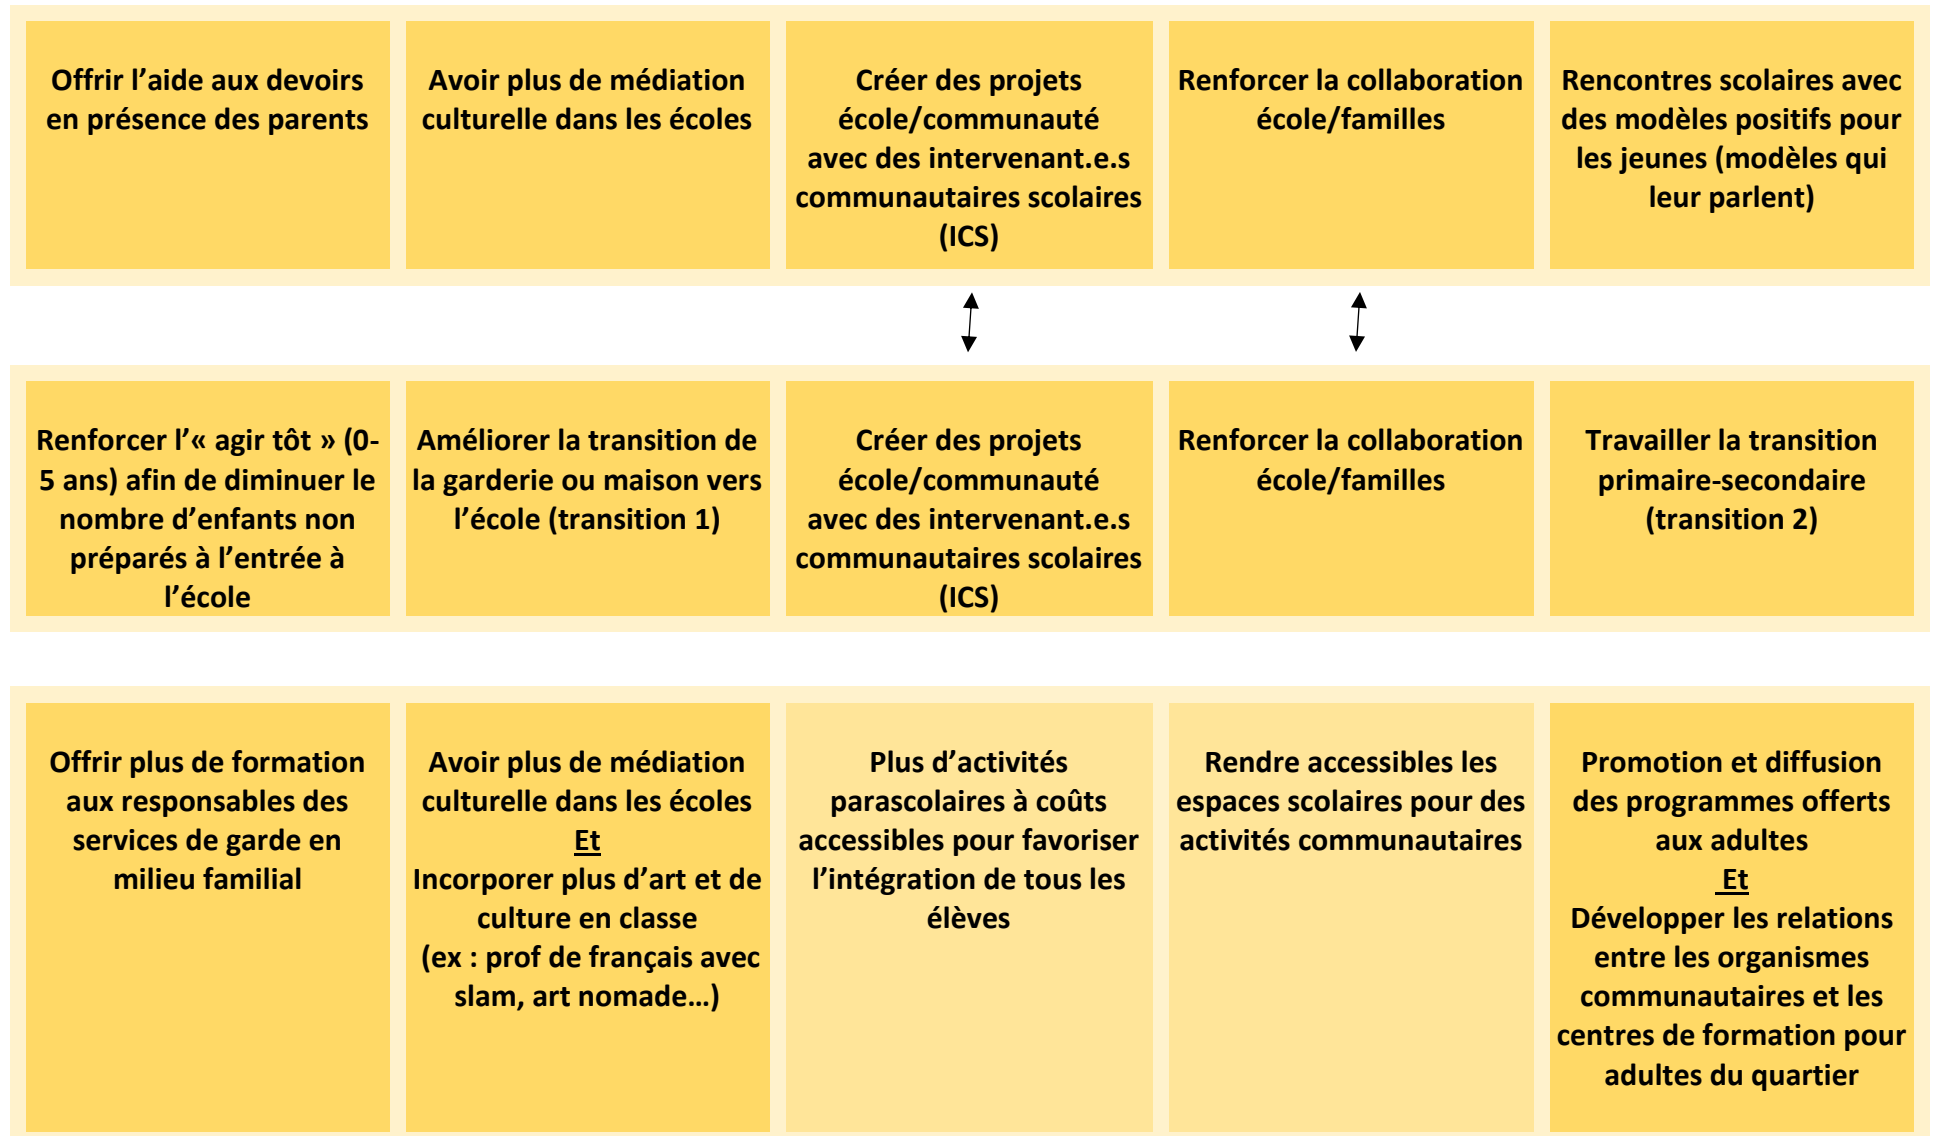 Offrir l’aide aux devoirs
en présence des parents
Avoir plus de médiation
culturelle dans les écoles
Créer des projets
école/communauté
avec des intervenant.e.s
communautaires scolaires
(ICS)
Renforcer la collaboration
école/familles
Rencontres scolaires avec
des modèles positifs pour
les jeunes (modèles qui
leur parlent)
Renforcer l’« agir tôt » (0-
5 ans) afin de diminuer le
nombre d’enfants non
préparés à l’entrée à
l’école
Améliorer la transition de
la garderie ou maison vers
l’école (transition 1)
Créer des projets
école/communauté
avec des intervenant.e.s
communautaires scolaires
(ICS)
Renforcer la collaboration
école/familles
Travailler la transition
primaire-secondaire
(transition 2)
Offrir plus de formation
aux responsables des
services de garde en
milieu familial
Avoir plus de médiation
culturelle dans les écoles
Et
Incorporer plus d’art et de
culture en classe
(ex : prof de français avec
slam, art nomade…)
Plus d’activités
parascolaires à coûts
accessibles pour favoriser
l’intégration de tous les
élèves
Rendre accessibles les
espaces scolaires pour des
activités communautaires
Promotion et diffusion
des programmes offerts
aux adultes
Et
Développer les relations
entre les organismes
communautaires et les
centres de formation pour
adultes du quartier